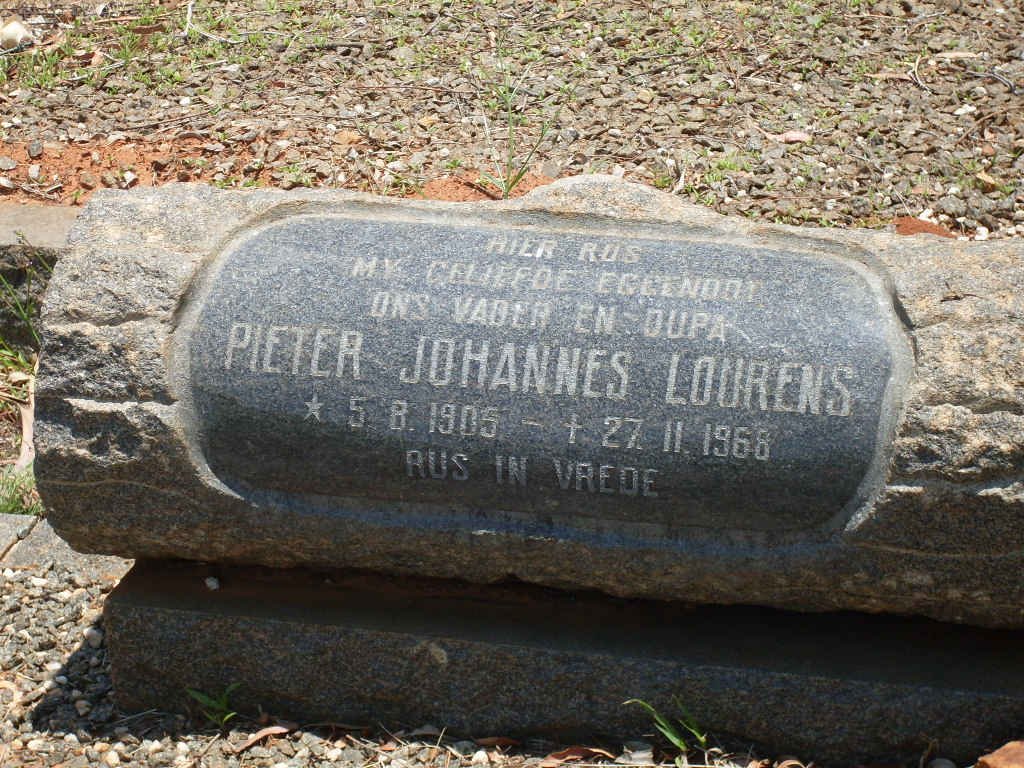 HIER RUS
MY GELIEFDE EGGENOOT
ONS VADER EN OUPA
PIETER JOHANNES LOURENS
★ 5. 8. 1905 – † 27. 11. 1968
RUS IN VREDE